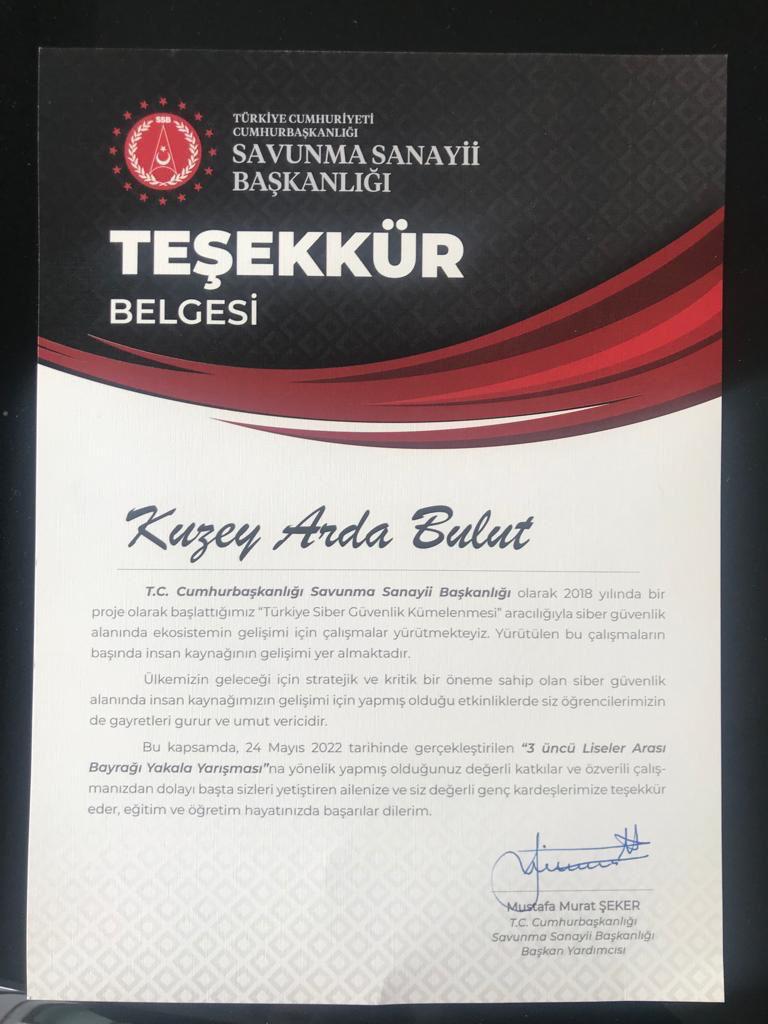 SSB
TÜRKİYE CUMHURİYETİ
CUMHURBAŞKANLIĞI
SAVUNMA SANAYİİ
BAŞKANLIĞI
TEŞEKKÜR
BELGESİ
Kuzey Arda Bulut
T.C. Cumhurbaşkanlığı Savunma Sanayii Başkanlığı olarak 2018 yılında bir
proje olarak başlattığımız "Türkiye Siber Güvenlik Kümelenmesi" aracılığıyla siber güvenlik
alanında ekosistemin gelişimi için çalışmalar yürütmekteyiz. Yürütülen bu çalışmaların
başında insan kaynağının gelişimi yer almaktadır.
Ülkemizin geleceği için stratejik ve kritik bir öneme sahip olan siber güvenlik
alanında insan kaynağımızın gelişimi için yapmış olduğu etkinliklerde siz öğrencilerimizin
de gayretleri gurur ve umut vericidir.
Bu kapsamda, 24 Mayıs 2022 tarihinde gerçekleştirilen "3 üncü Liseler Arası
Bayrağı Yakala Yarışması"na yönelik yapmış olduğunuz değerli katkılar ve özverili çalış-
manızdan dolayı başta sizleri yetiştiren ailenize ve siz değerli genç kardeşlerimize teşekkür
eder, eğitim ve öğretim hayatınızda başarılar dilerim.
Mustafa Murat ŞEKER
T.C. Cumhurbaşkanlığı
Savunma Sanayii Başkanlığı
Başkan Yardımcısı